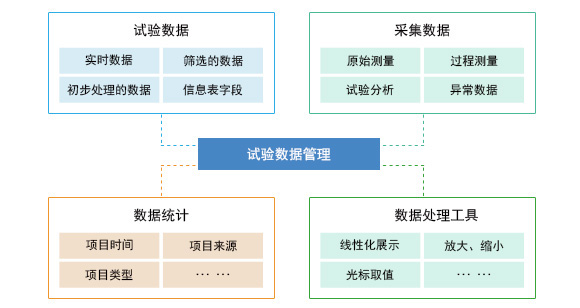 试验数据
实时数据
筛选的数据
初步处理的数据
信息表字段
采集数据
原始测量
过程测量
试验分析
异常数据
试验数据管理
数据统计
项目时间
项目来源
项目类型
... ...
数据处理工具
线性化展示
放大、缩小
光标取值
... ...